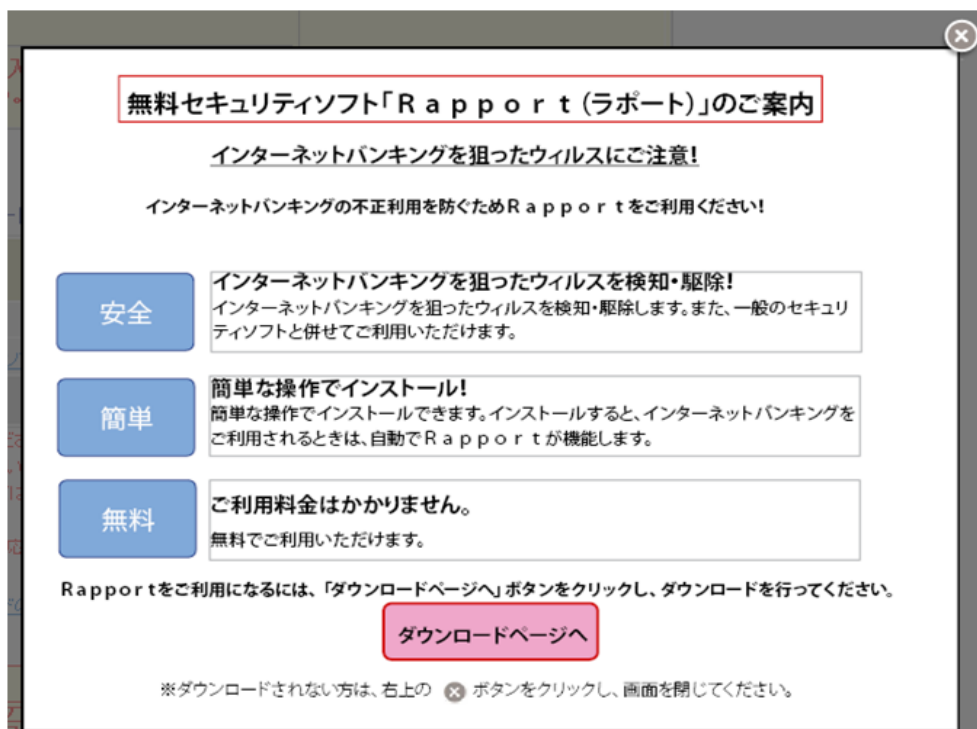 無料セキュリティソフト「Rapport(ラポート)」のご案内
インターネットバンキングを狙ったウィルスにご注意!
インターネットバンキングの不正利用を防ぐためRapportをご利用ください!
安全
インターネットバンキングを狙ったウィルスを検知・駆除!
インターネットバンキングを狙ったウィルスを検知・駆除します。また、一般のセキュリ
ティソフトと併せてご利用いただけます。
簡単
簡単な操作でインストール!
簡単な操作でインストールできます。インストールすると、インターネットバンキングを
ご利用されるときは、自動でRapportが機能します。
無料
ご利用料金はかかりません。
無料でご利用いただけます。
Rapportをご利用になるには、「ダウンロードページへ」ボタンをクリックし、ダウンロードを行ってください。
ダウンロードページへ
※ダウンロードされない方は、右上の ボタンをクリックし、画面を閉じてください。